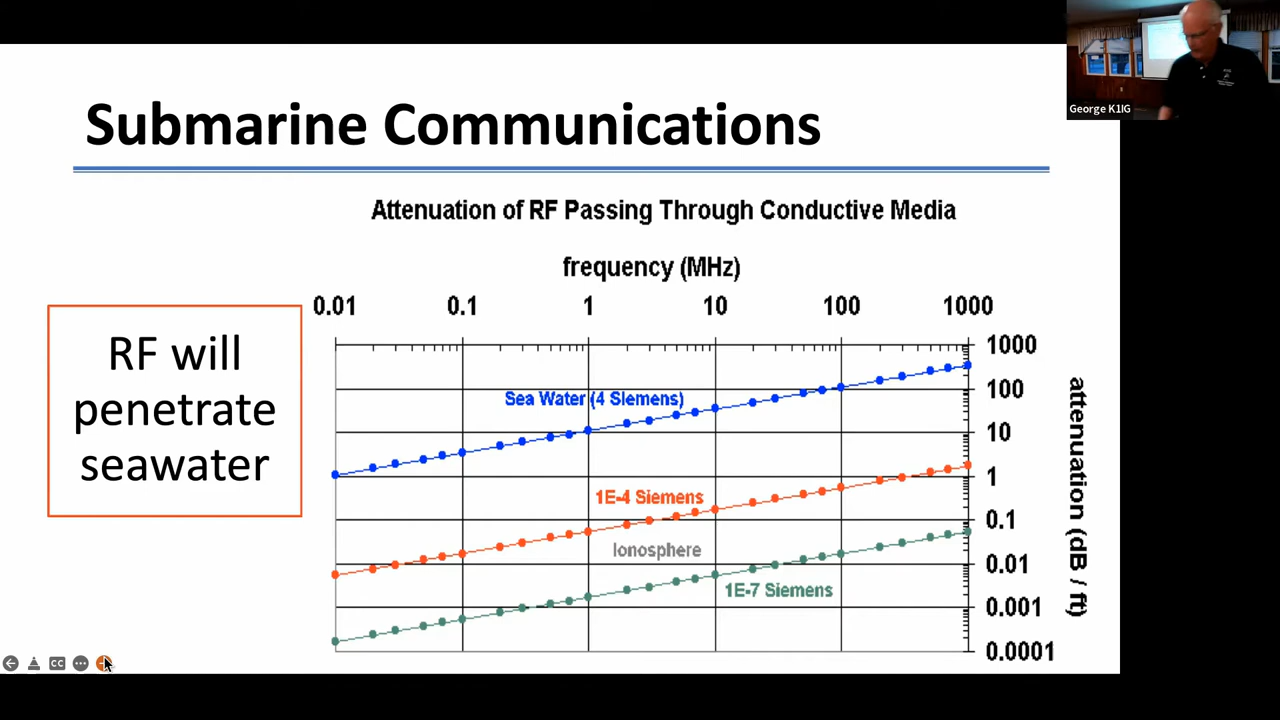 George K1IG
Submarine Communications
Attenuation of RF Passing Through Conductive Media
frequency (MHz)
0.01 0.1 1 10 100 1000
RF will
penetrate
seawater
Sea Water (4 Siemens)
1E-4 Siemens
Ionosphere
1E-7 Siemens
1000
100
10
1
0.1
0.01
0.001
0.0001
attenuation (dB / ft)
CC